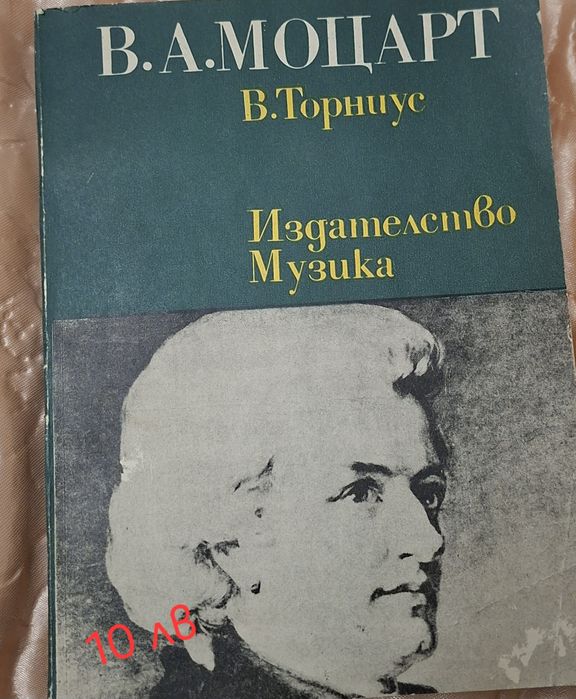 В.А.МОЦАРТ
В.Торниус
Издателство
Музика
10 лв